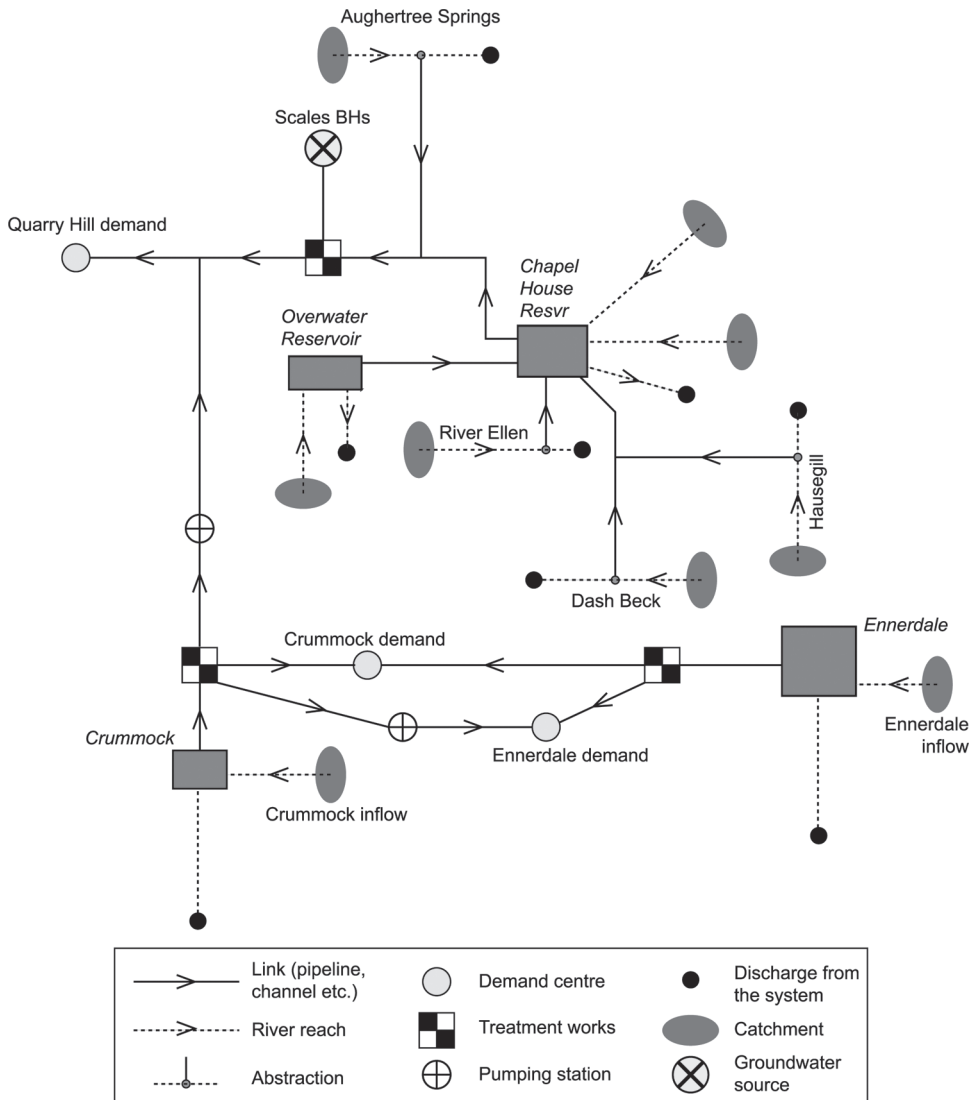 Aughertree Springs
Scales BHs
Quarry Hill demand
Chapel
House
Resvr
Overwater
Reservoir
River Ellen
Hausegill
Dash Beck
Crummock demand
Ennerdale
Crummock
Ennerdale demand
Ennerdale
inflow
Crummock inflow
Link (pipeline,
channel etc.)
Demand centre
Discharge from
the system
River reach
Treatment works
Catchment
Abstraction
Pumping station
Groundwater
source